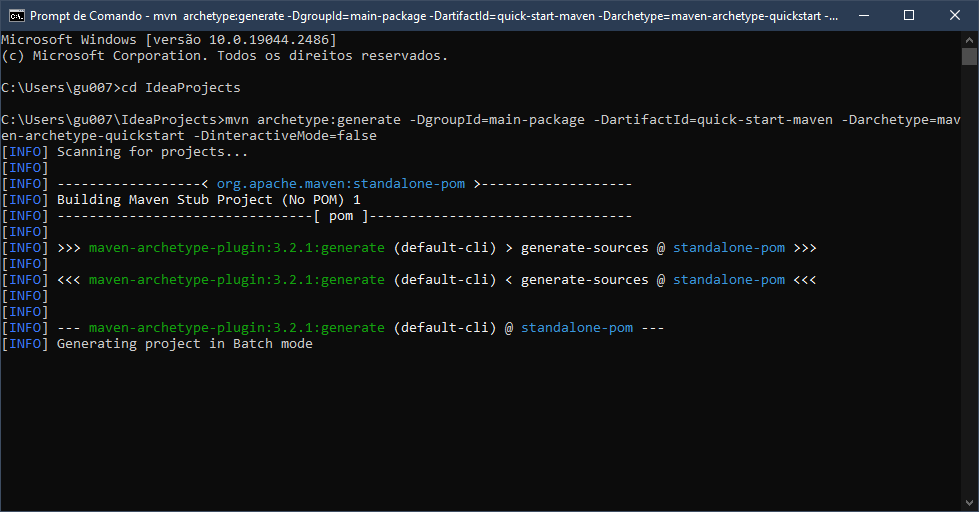 Prompt de Comando - mvn archetype:generate -DgroupId=main-package -DartifactId=quick-start-maven -Darchetype=maven-archetype-quickstart -...
Microsoft Windows [versão 10.0.19044.2486]
(c) Microsoft Corporation. Todos os direitos reservados.
C:\Users\gu007>cd IdeaProjects
C:\Users\gu007\IdeaProjects>mvn archetype:generate -DgroupId=main-package -DartifactId=quick-start-maven -Darchetype=mav
en-archetype-quickstart -DinteractiveMode=false
[INFO] Scanning for projects...
[INFO]
[INFO] ------------------< org.apache.maven:standalone-pom >-------------------
[INFO] Building Maven Stub Project (No POM) 1
[INFO] --------------------------------[ pom ]---------------------------------
[INFO]
[INFO] >>> maven-archetype-plugin:3.2.1:generate (default-cli) > generate-sources @ standalone-pom >>>
[INFO]
[INFO] <<< maven-archetype-plugin:3.2.1:generate (default-cli) < generate-sources @ standalone-pom <<<
[INFO]
[INFO]
[INFO] --- maven-archetype-plugin:3.2.1:generate (default-cli) @ standalone-pom ---
[INFO] Generating project in Batch mode